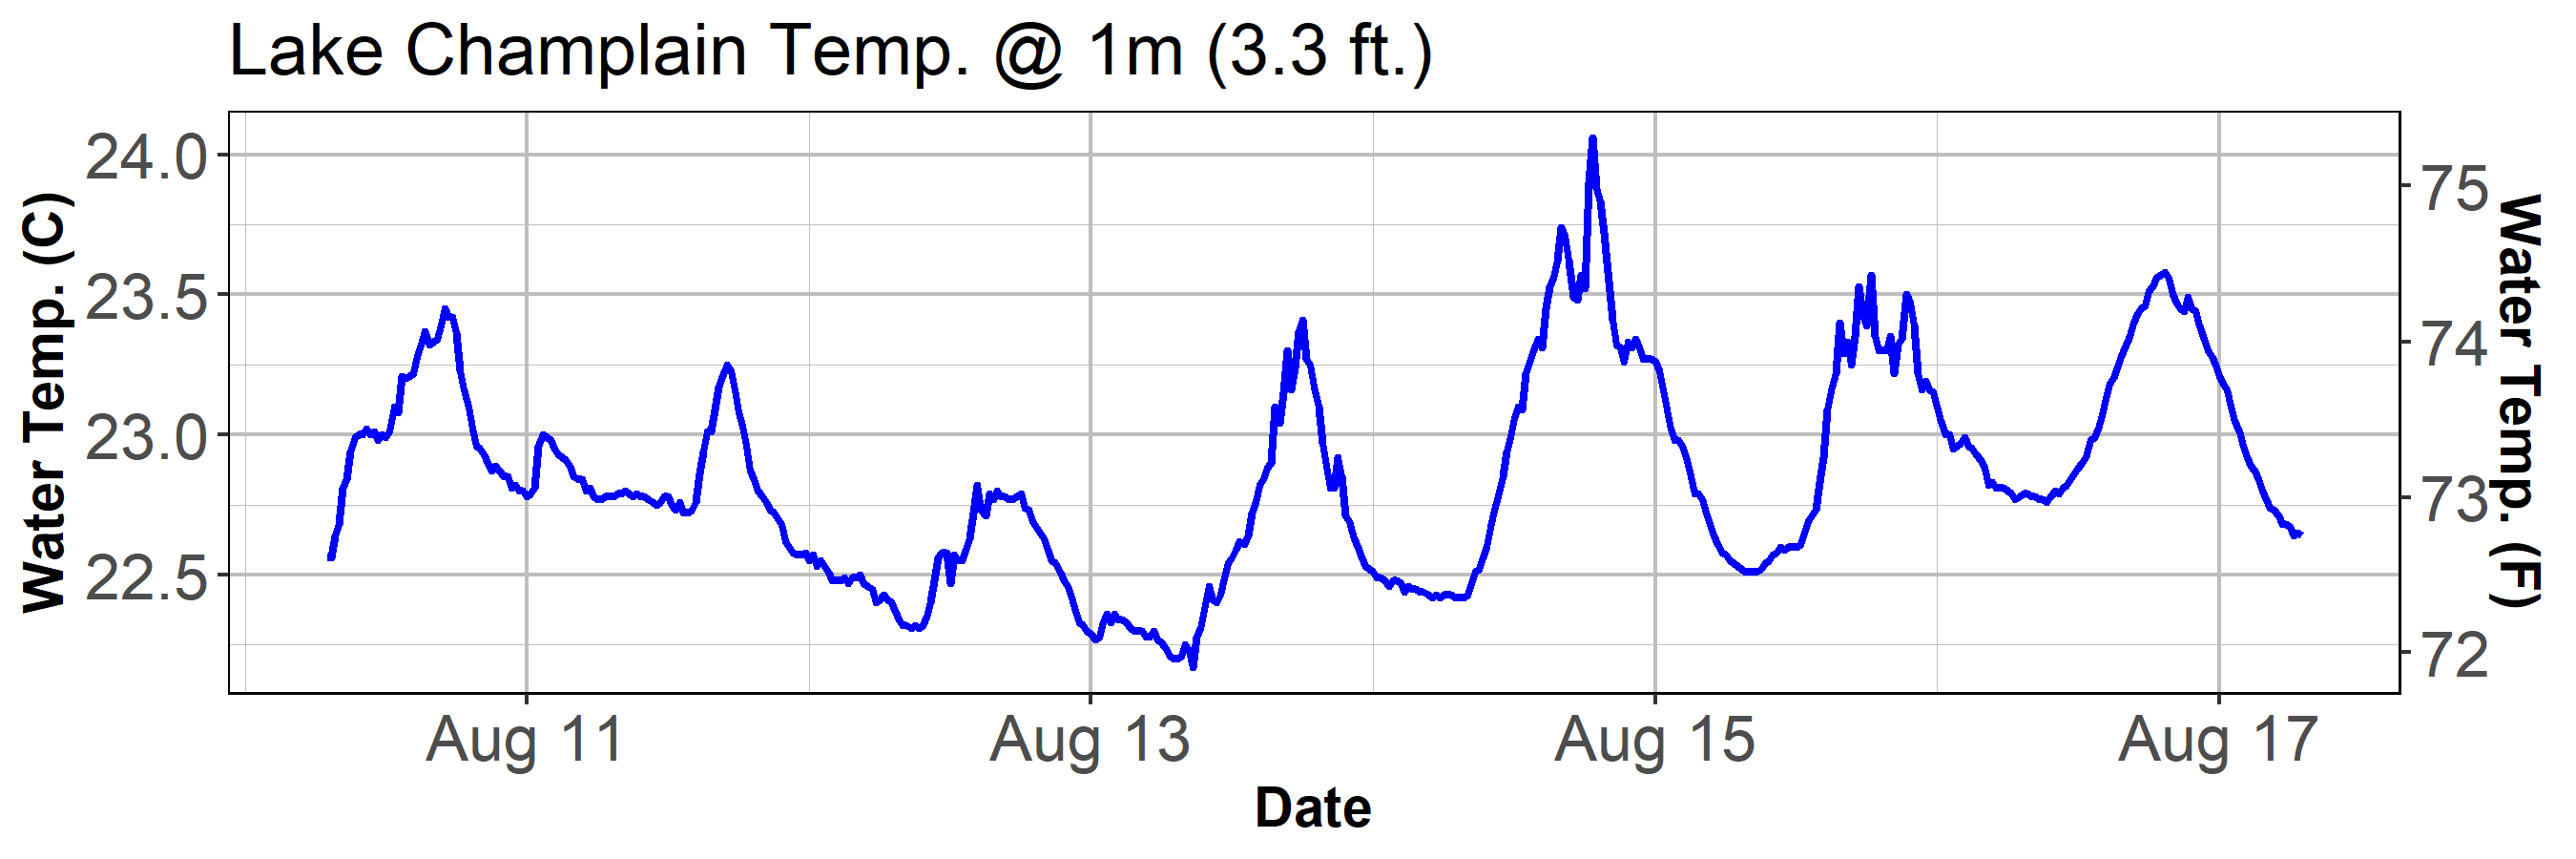 Lake Champlain Temp. @ 1m (3.3 ft.)
Water Temp. (C)
24.0
23.5
23.0
22.5
75
74
73
72
Water Temp. (F)
Aug 11
Aug 13
Aug 15
Aug 17
Date